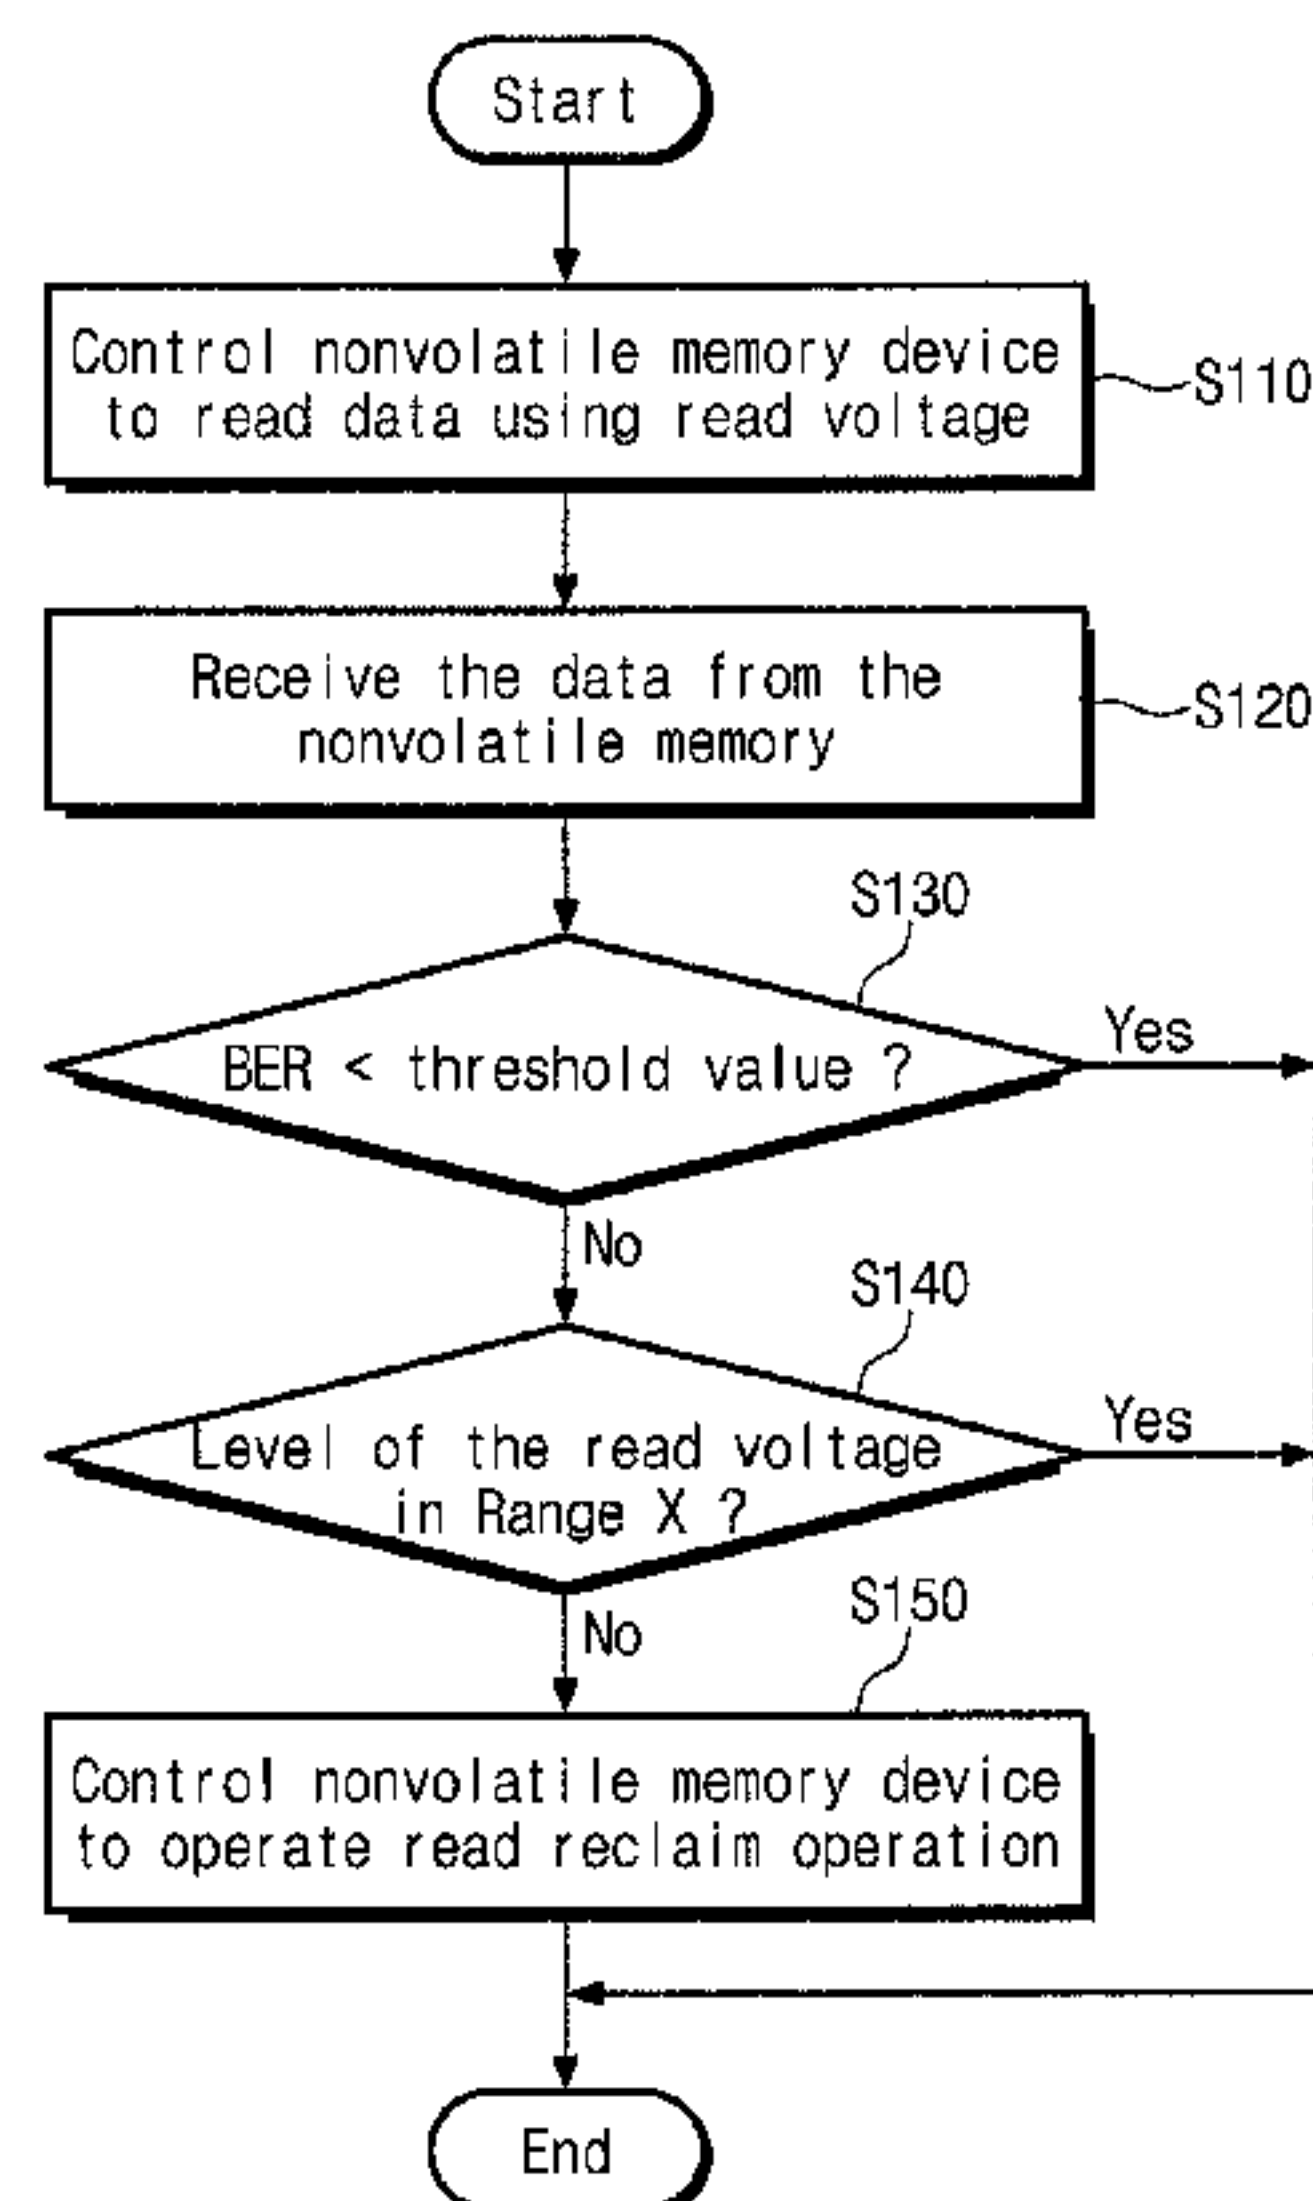 Start
Control nonvolatile memory device
to read data using read voltage
S110
Receive the data from the
nonvolatile memory
S120
S130
BER < threshold value ?
Yes
No
S140
Level of the read voltage
in Range X ?
Yes
No
S150
Control nonvolatile memory device
to operate read reclaim operation
End